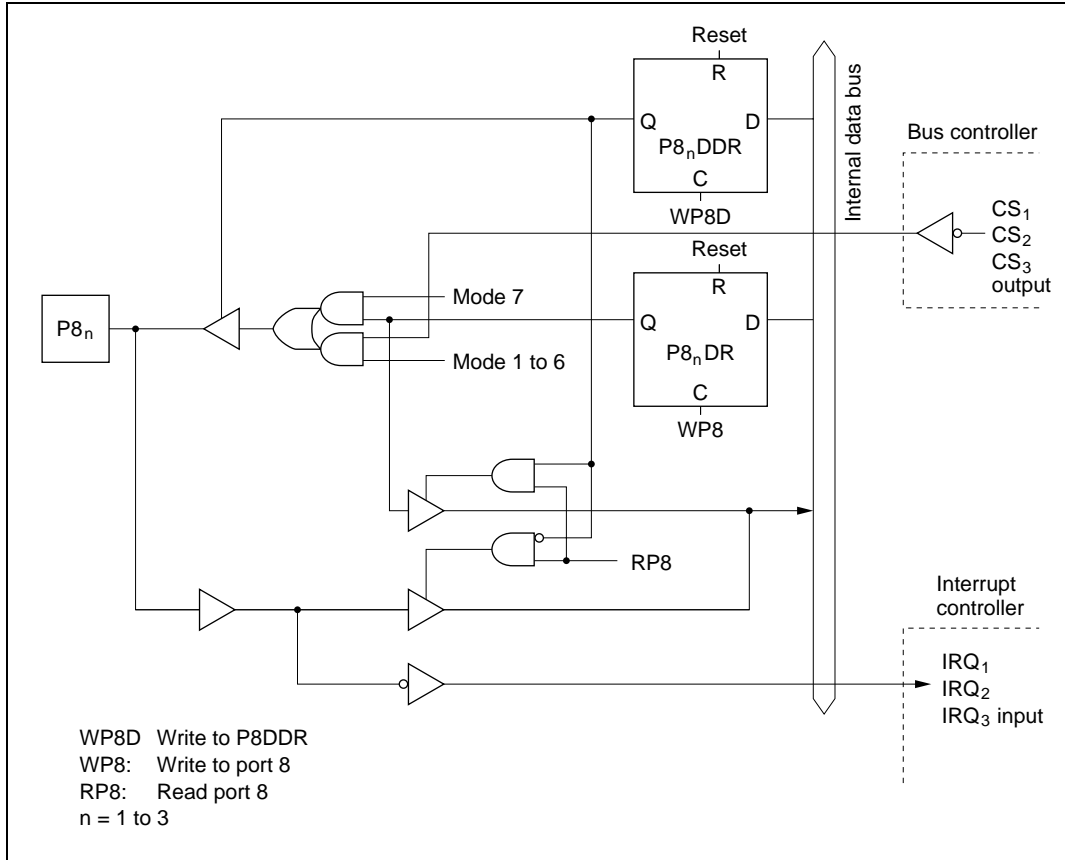 Reset
R
Q
D
P8nDDR
C
WP8D
Internal data bus
Bus controller
CS1
CS2
CS3
output
Reset
R
Q
D
P8nDR
C
WP8
Mode 7
Mode 1 to 6
P8n
RP8
Interrupt
controller
IRQ1
IRQ2
IRQ3 input
WP8D Write to P8DDR
WP8: Write to port 8
RP8: Read port 8
n = 1 to 3